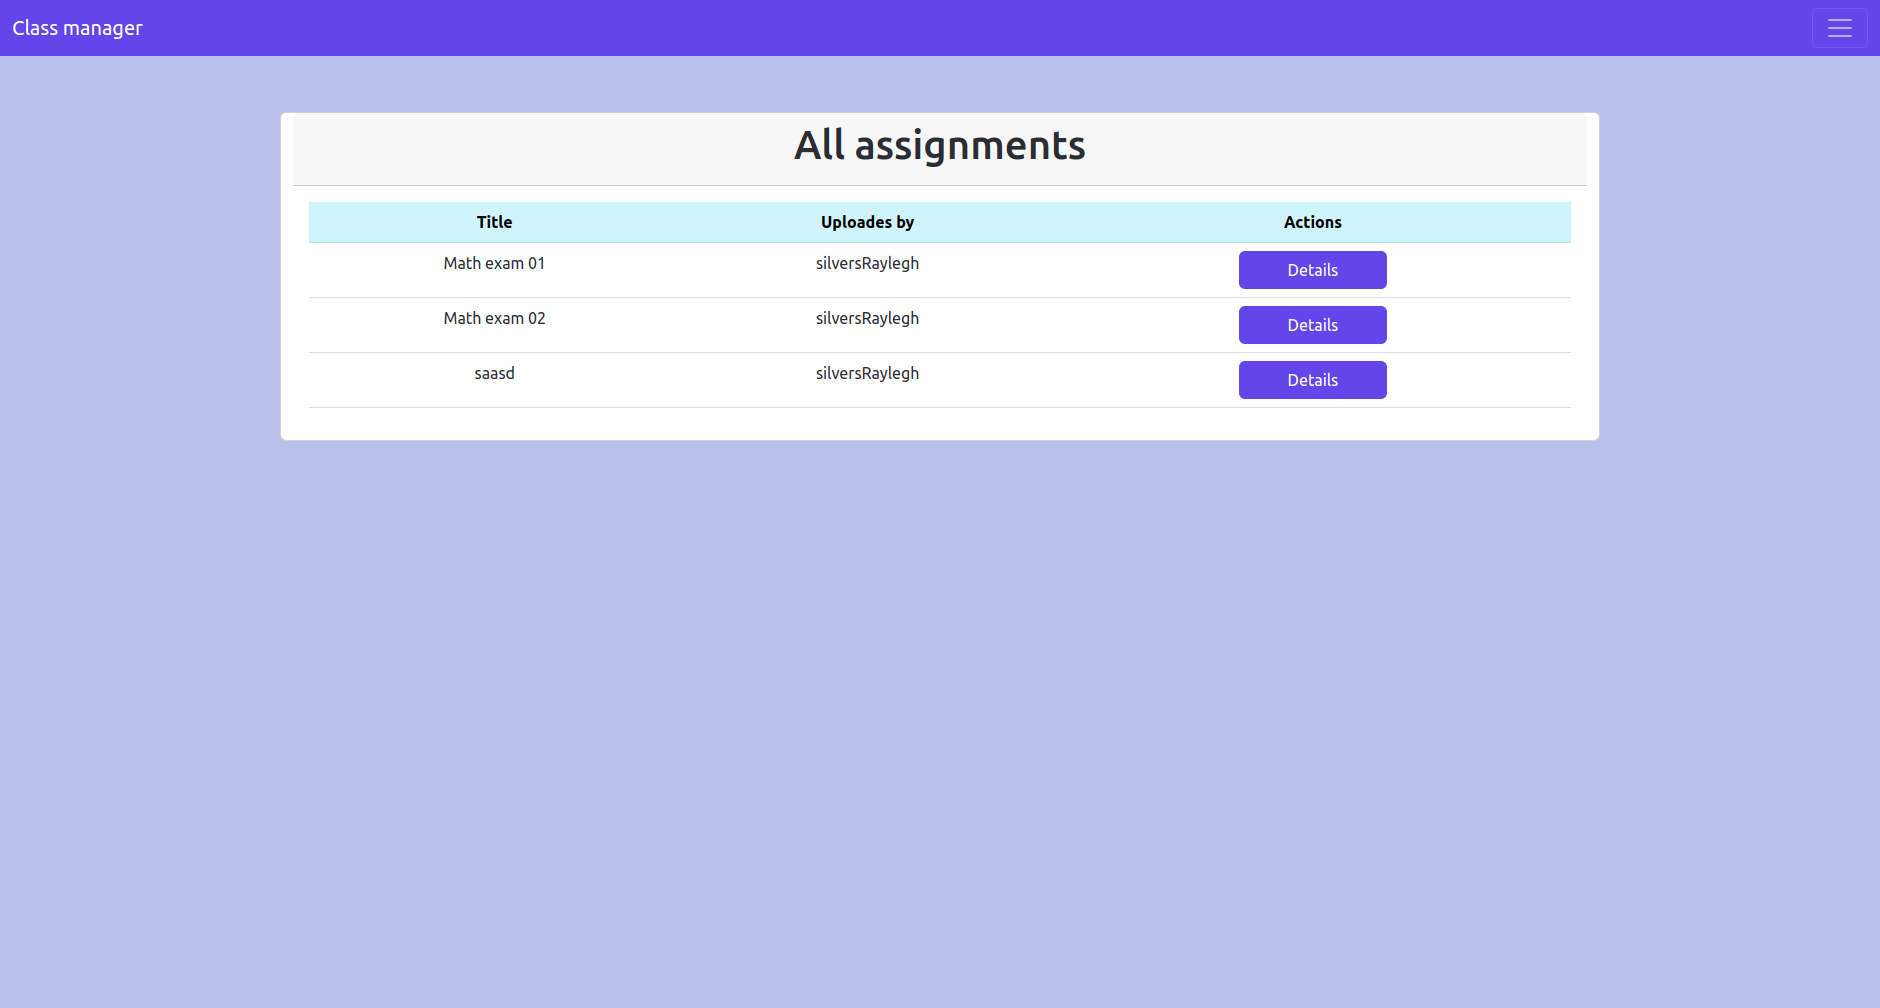 Class manager
All assignments
Title Uploades by Actions
Math exam 01 silversRaylegh Details
Math exam 02 silversRaylegh Details
saasd silversRaylegh Details